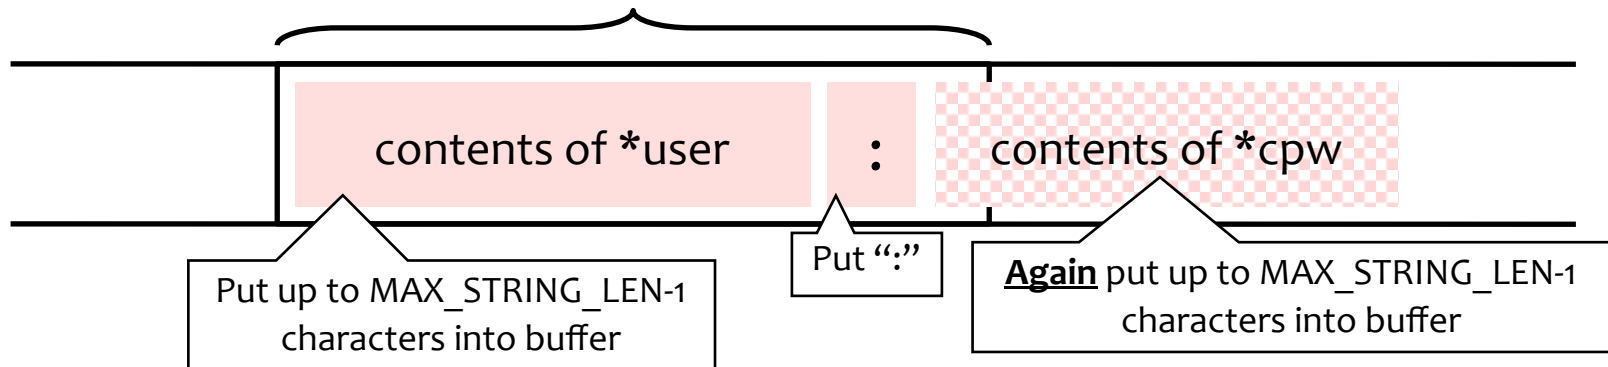 contents of *user
:
contents of *cpw
Put up to MAX_STRING_LEN-1
characters into buffer
Put “:”
Again put up to MAX_STRING_LEN-1
characters into buffer